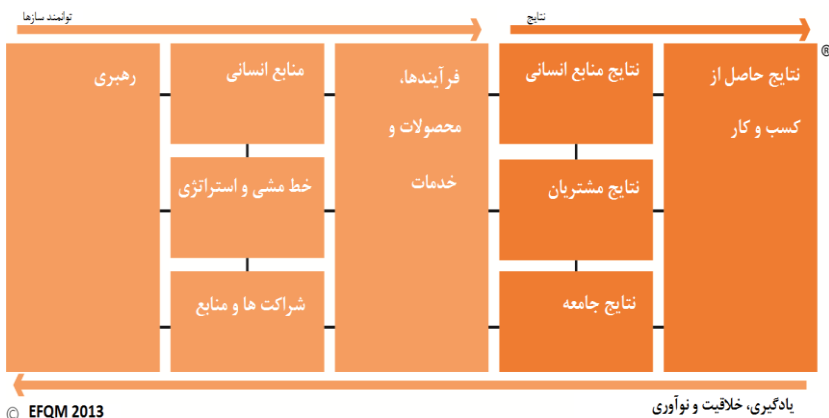 توانمند سازها
نتایج
®
رهبری
منابع انسانی
خط مشی و استراتژی
شراکت ها و منابع
فرآیندها،
محصولات و
خدمات
نتایج منابع انسانی
نتایج مشتریان
نتایج جامعه
نتایج حاصل از
کسب و کار
یادگیری، خلاقیت و نوآوری
© EFQM 2013